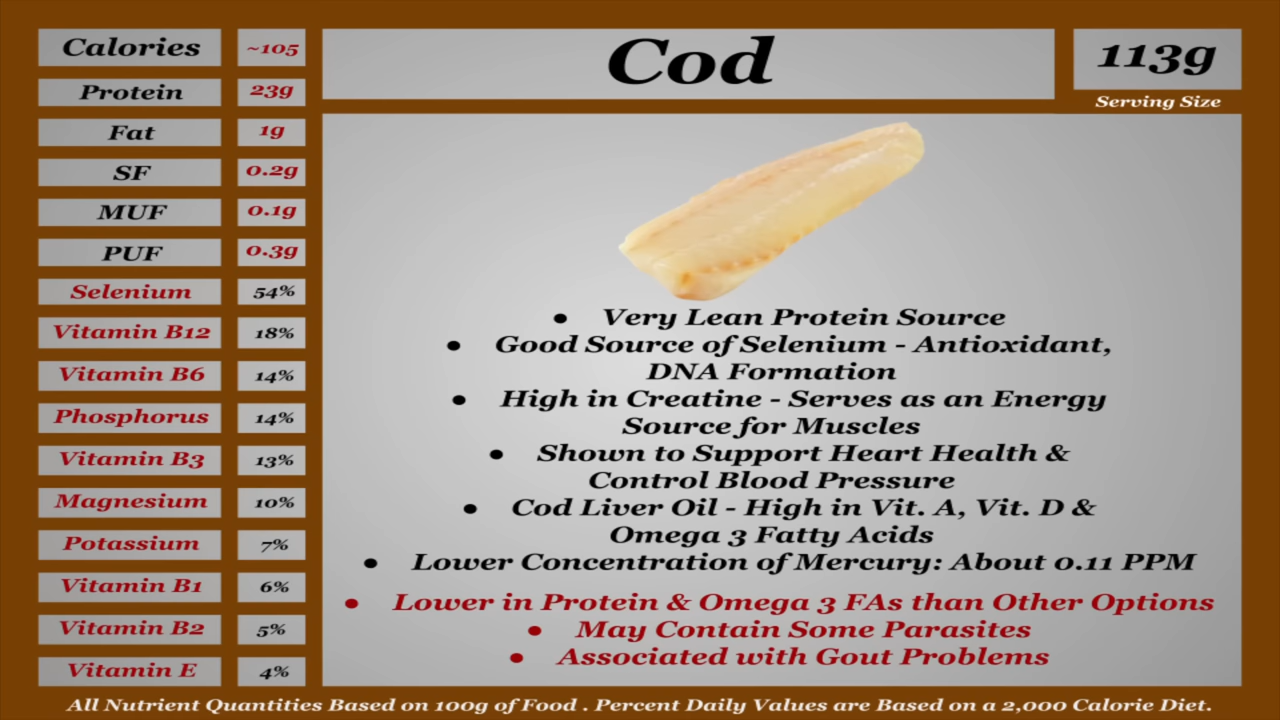 Calories ~105
Protein 23g
Fat 1g
SF 0.2g
MUF 0.1g
PUF 0.3g
Selenium 54%
Vitamin B12 18%
Vitamin B6 14%
Phosphorus 14%
Vitamin B3 13%
Magnesium 10%
Potassium 7%
Vitamin B1 6%
Vitamin B2 5%
Vitamin E 4%
Cod
113g
Serving Size
● Very Lean Protein Source
● Good Source of Selenium - Antioxidant,
DNA Formation
● High in Creatine - Serves as an Energy
Source for Muscles
● Shown to Support Heart Health &
Control Blood Pressure
● Cod Liver Oil - High in Vit. A, Vit. D &
Omega 3 Fatty Acids
● Lower Concentration of Mercury: About 0.11 PPM
● Lower in Protein & Omega 3 FAs than Other Options
● May Contain Some Parasites
● Associated with Gout Problems
All Nutrient Quantities Based on 100g of Food . Percent Daily Values are Based on a 2,000 Calorie Diet.